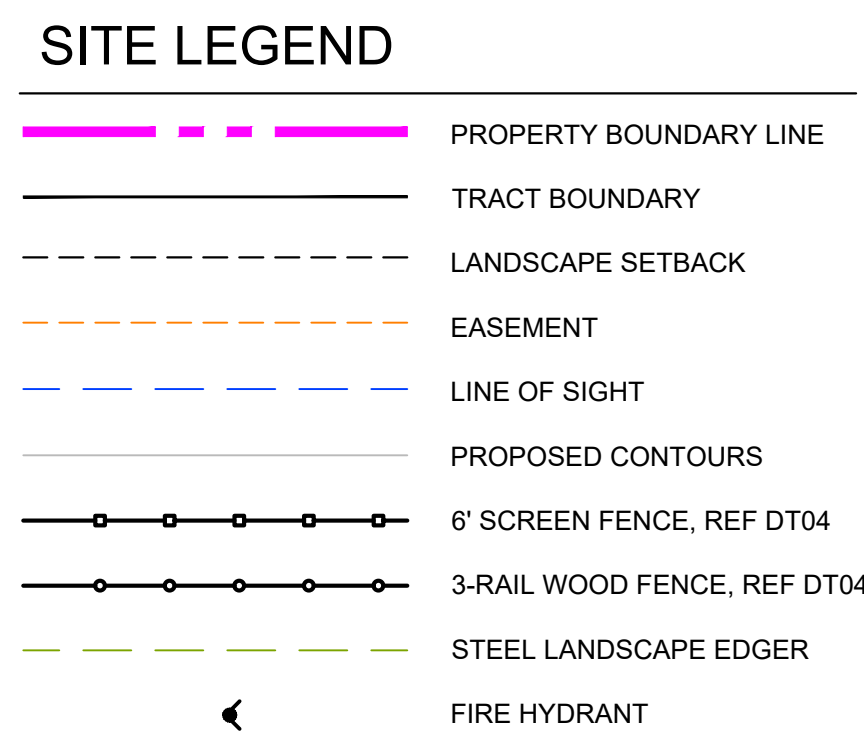 SITE LEGEND
PROPERTY BOUNDARY LINE
TRACT BOUNDARY
LANDSCAPE SETBACK
EASEMENT
LINE OF SIGHT
PROPOSED CONTOURS
6' SCREEN FENCE, REF DT04
3-RAIL WOOD FENCE, REF DT04
STEEL LANDSCAPE EDGER
FIRE HYDRANT